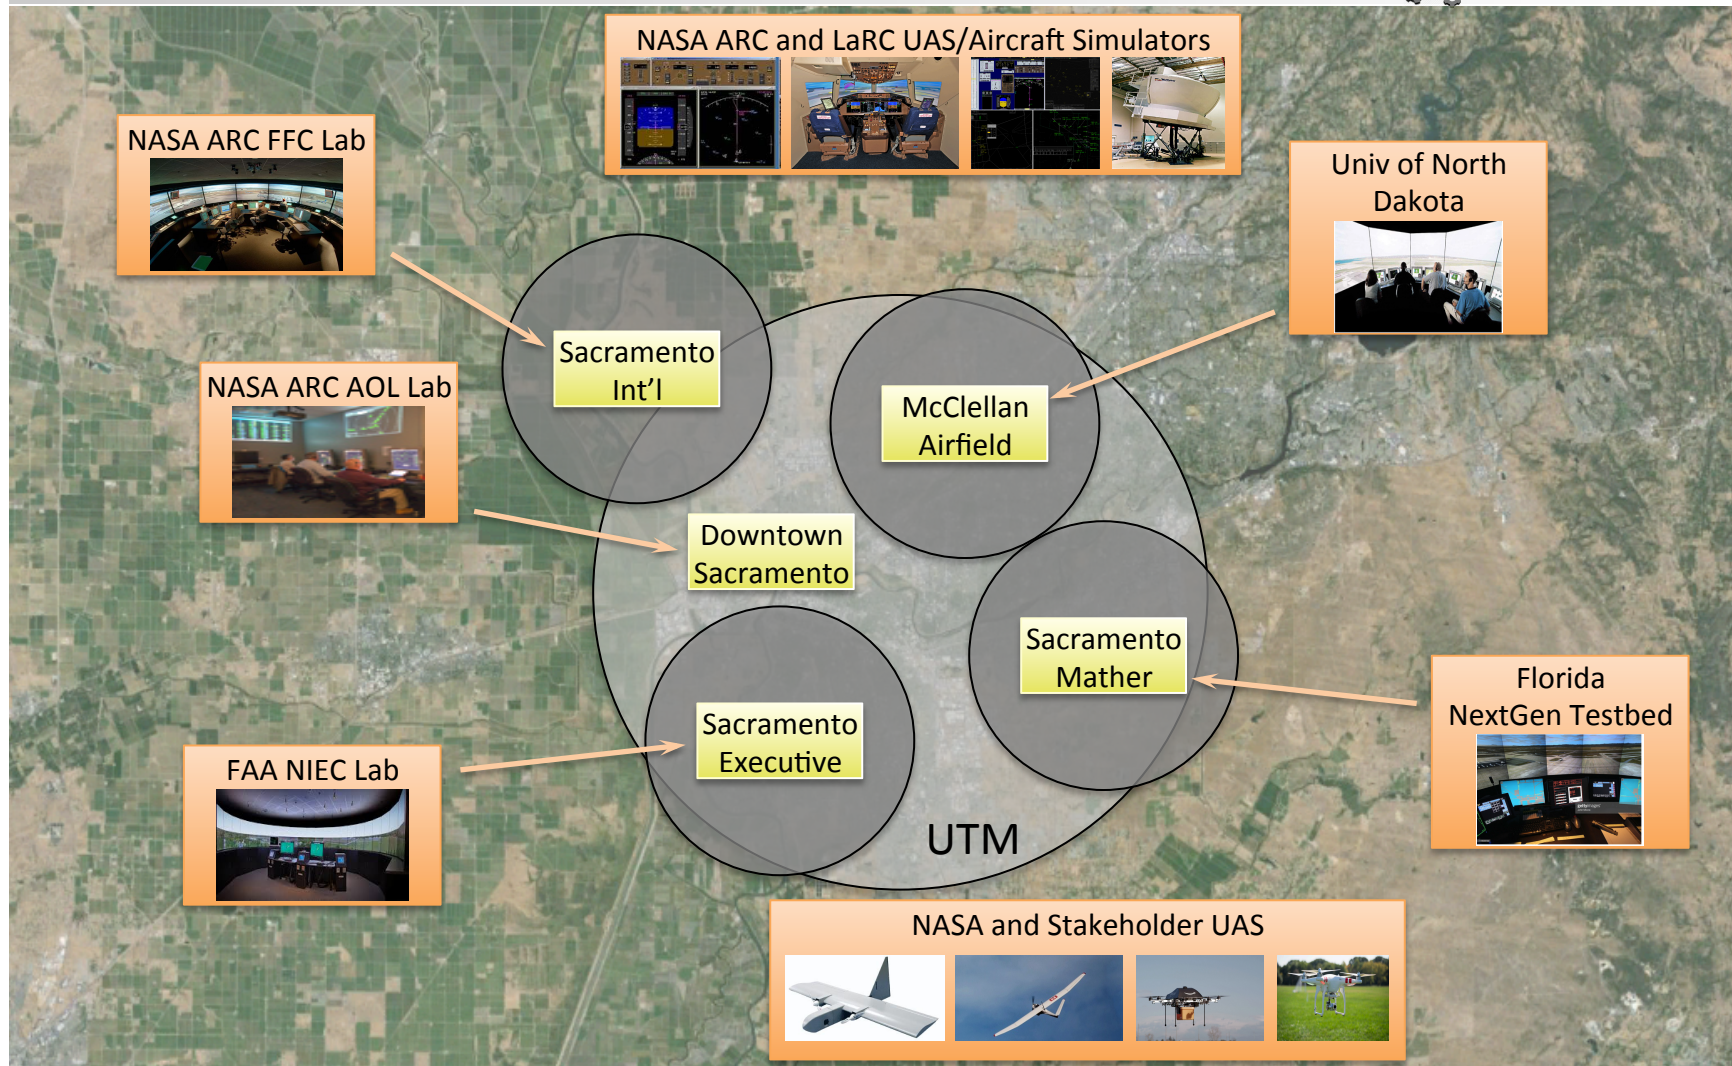 NASA ARC and LaRC UAS/Aircraft Simulators
NASA ARC FFC Lab
Univ of North
Dakota
Sacramento
Int'l
NASA ARC AOL Lab
McClellan
Airfield
Downtown
Sacramento
Sacramento
Mather
Florida
NextGen Testbed
Sacramento
Executive
FAA NIEC Lab
UTM
NASA and Stakeholder UAS